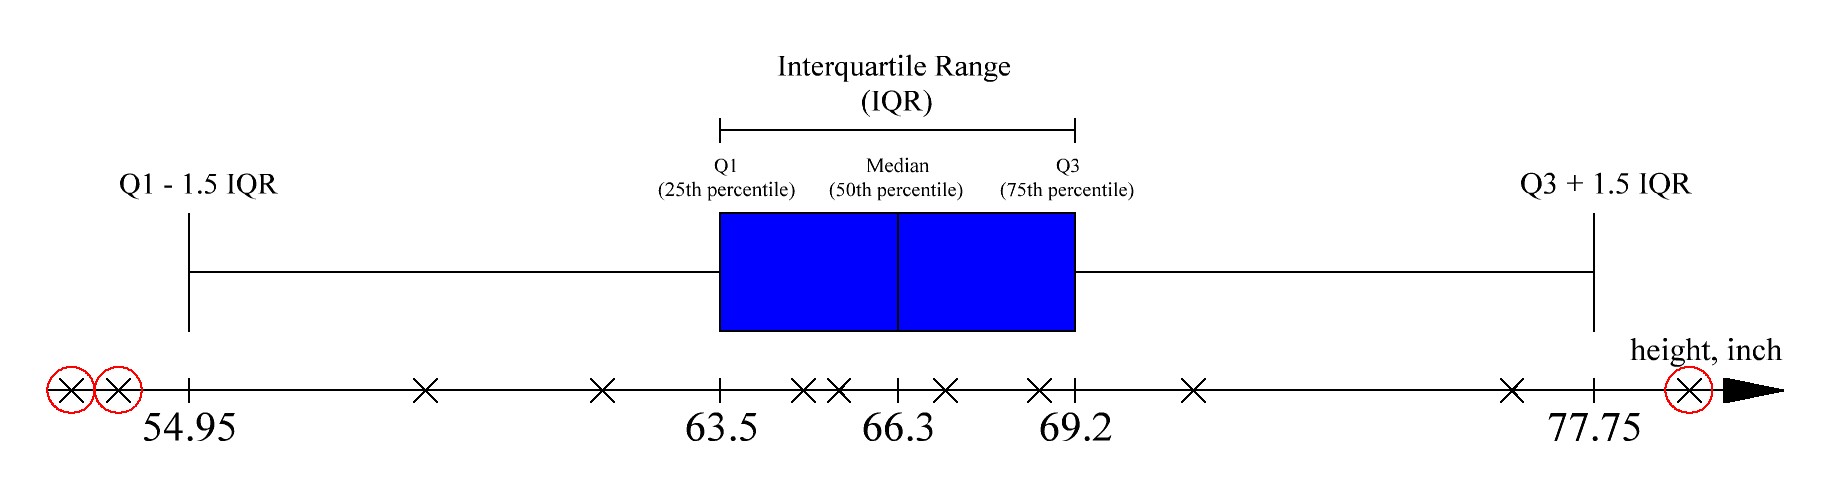 Interquartile Range
(IQR)
Q1 - 1.5 IQR
Q1
(25th percentile)
Median
(50th percentile)
Q3
(75th percentile)
Q3 + 1.5 IQR
height, inch
54.95
63.5
66.3
69.2
77.75